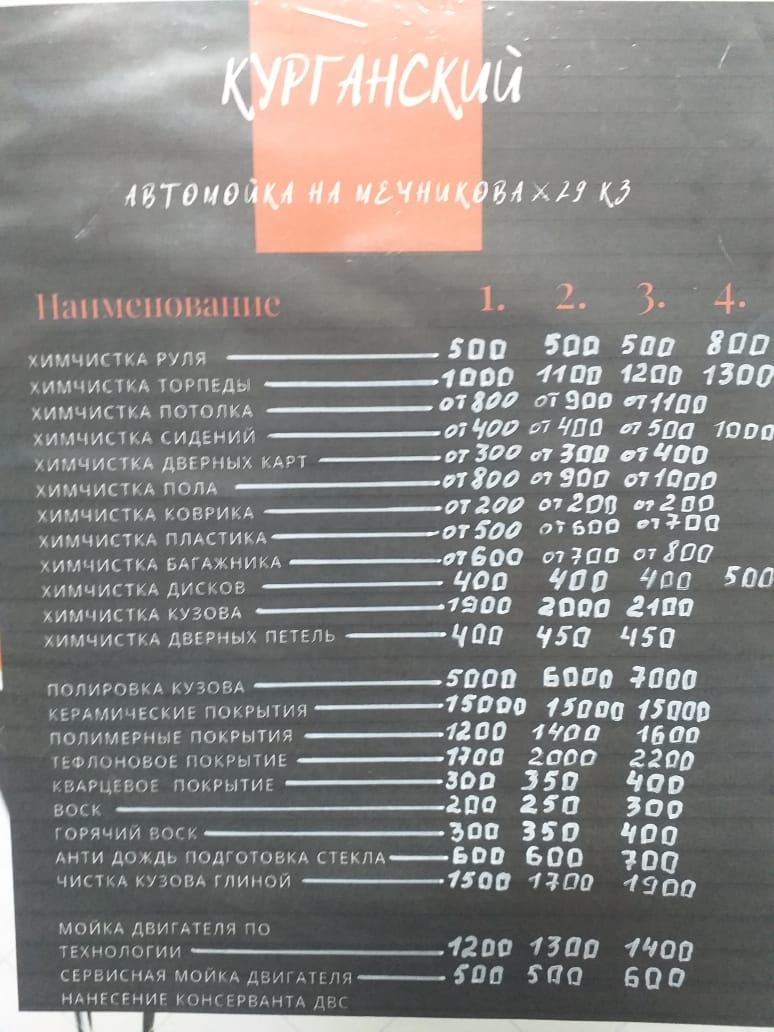 КУРГАНСКИЙ
АВТОМОЙКА НА МЕЧНИКОВА 29 КЗ
Наименование 1. 2. 3. 4.
ХИМЧИСТКА РУЛЯ 500 500 500 800
ХИМЧИСТКА ТОРПЕДЫ 1000 1100 1200 1300
ХИМЧИСТКА ПОТОЛКА от 800 от 900 от 1100
ХИМЧИСТКА СИДЕНИЙ от 400 от 400 от 500 1000
ХИМЧИСТКА ДВЕРНЫХ КАРТ от 300 от 300 от 400
ХИМЧИСТКА ПОЛА от 800 от 900 от 1000
ХИМЧИСТКА КОВРИКА от 200 от 200 от 200
ХИМЧИСТКА ПЛАСТИКА от 500 от 600 от 700
ХИМЧИСТКА БАГАЖНИКА от 600 от 700 от 800
ХИМЧИСТКА ДИСКОВ 400 400 400 500
ХИМЧИСТКА КУЗОВА 1900 2000 2100
ХИМЧИСТКА ДВЕРНЫХ ПЕТЕЛЬ 400 450 450
ПОЛИРОВКА КУЗОВА 5000 6000 7000
КЕРАМИЧЕСКИЕ ПОКРЫТИЯ 15000 15000 15000
ПОЛИМЕРНЫЕ ПОКРЫТИЯ 1200 1400 1600
ТЕФЛОНОВОЕ ПОКРЫТИЕ 1700 2000 2200
КВАРЦЕВОЕ ПОКРЫТИЕ 300 350 400
ВОСК 200 250 300
ГОРЯЧИЙ ВОСК 300 350 400
АНТИ ДОЖДЬ ПОДГОТОВКА СТЕКЛА 600 600 700
ЧИСТКА КУЗОВА ГЛИНОЙ 1500 1700 1900
МОЙКА ДВИГАТЕЛЯ ПО
ТЕХНОЛОГИИ 1200 1300 1400
СЕРВИСНАЯ МОЙКА ДВИГАТЕЛЯ 500 500 600
НАНЕСЕНИЕ КОНСЕРВАНТА ДВС